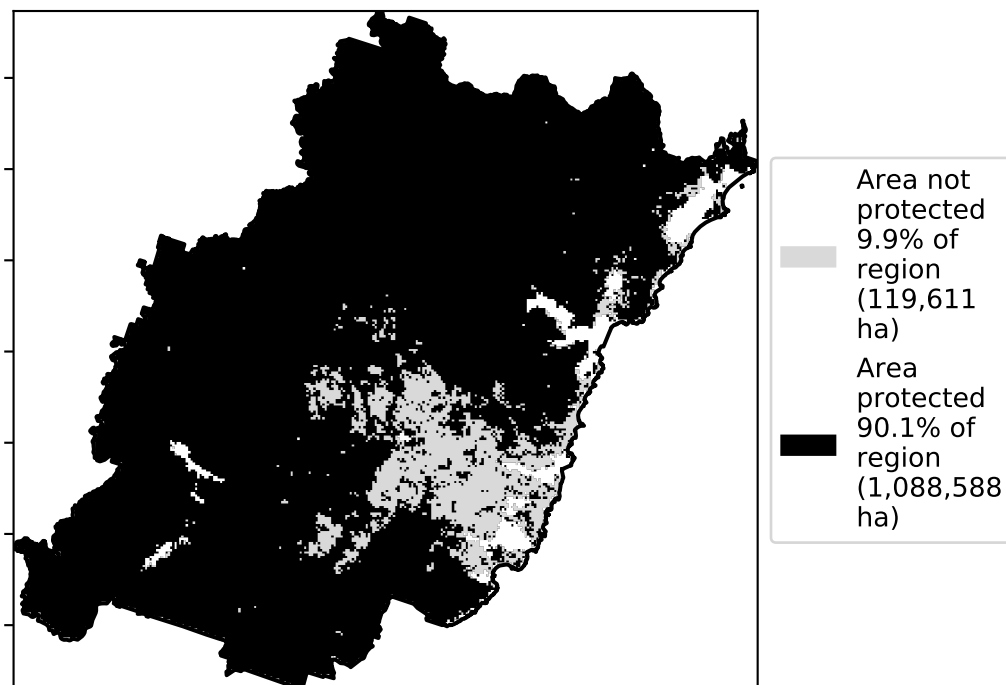 Area not
protected
9.9% of
region
(119,611
ha)
Area
protected
90.1% of
region
(1,088,588
ha)